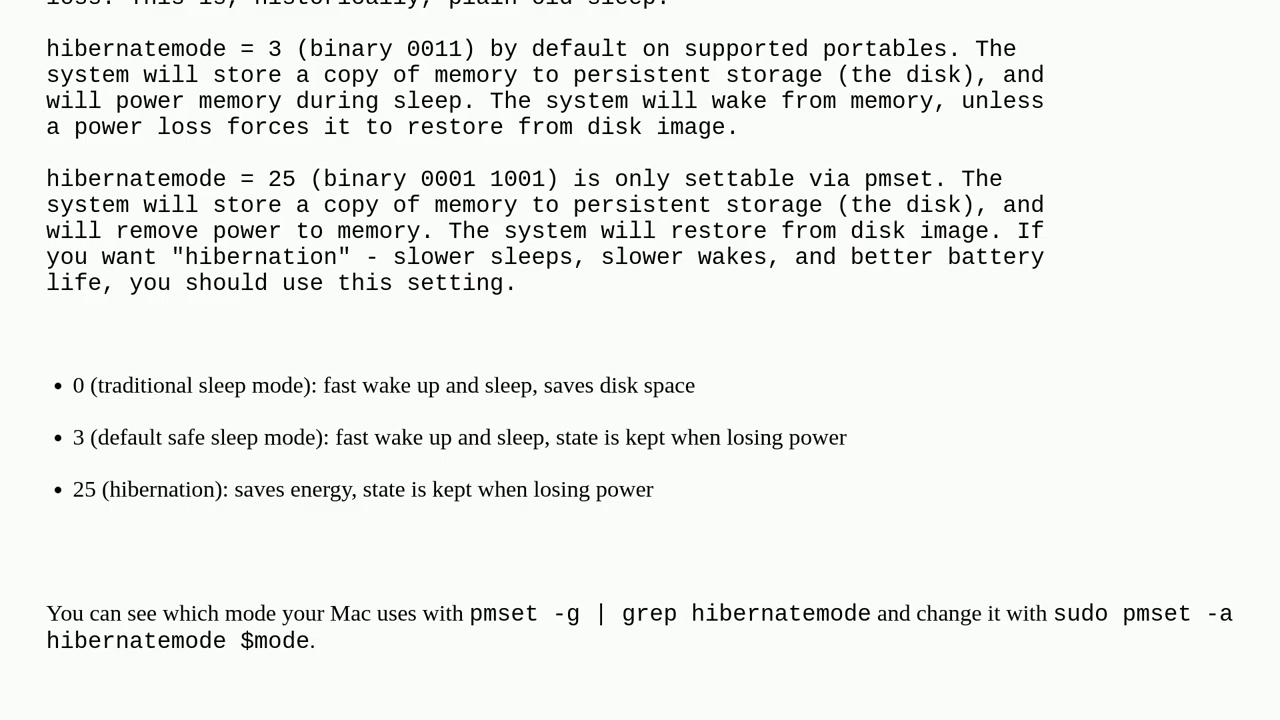 loss. This is, historically, plain old sleep.
hibernatemode = 3 (binary 0011) by default on supported portables. The
system will store a copy of memory to persistent storage (the disk), and
will power memory during sleep. The system will wake from memory, unless
a power loss forces it to restore from disk image.
hibernatemode = 25 (binary 0001 1001) is only settable via pmset. The
system will store a copy of memory to persistent storage (the disk), and
will remove power to memory. The system will restore from disk image. If
you want "hibernation" - slower sleeps, slower wakes, and better battery
life, you should use this setting.
• 0 (traditional sleep mode): fast wake up and sleep, saves disk space
• 3 (default safe sleep mode): fast wake up and sleep, state is kept when losing power
• 25 (hibernation): saves energy, state is kept when losing power
You can see which mode your Mac uses with pmset -g | grep hibernatemode and change it with sudo pmset -a
hibernatemode $mode.